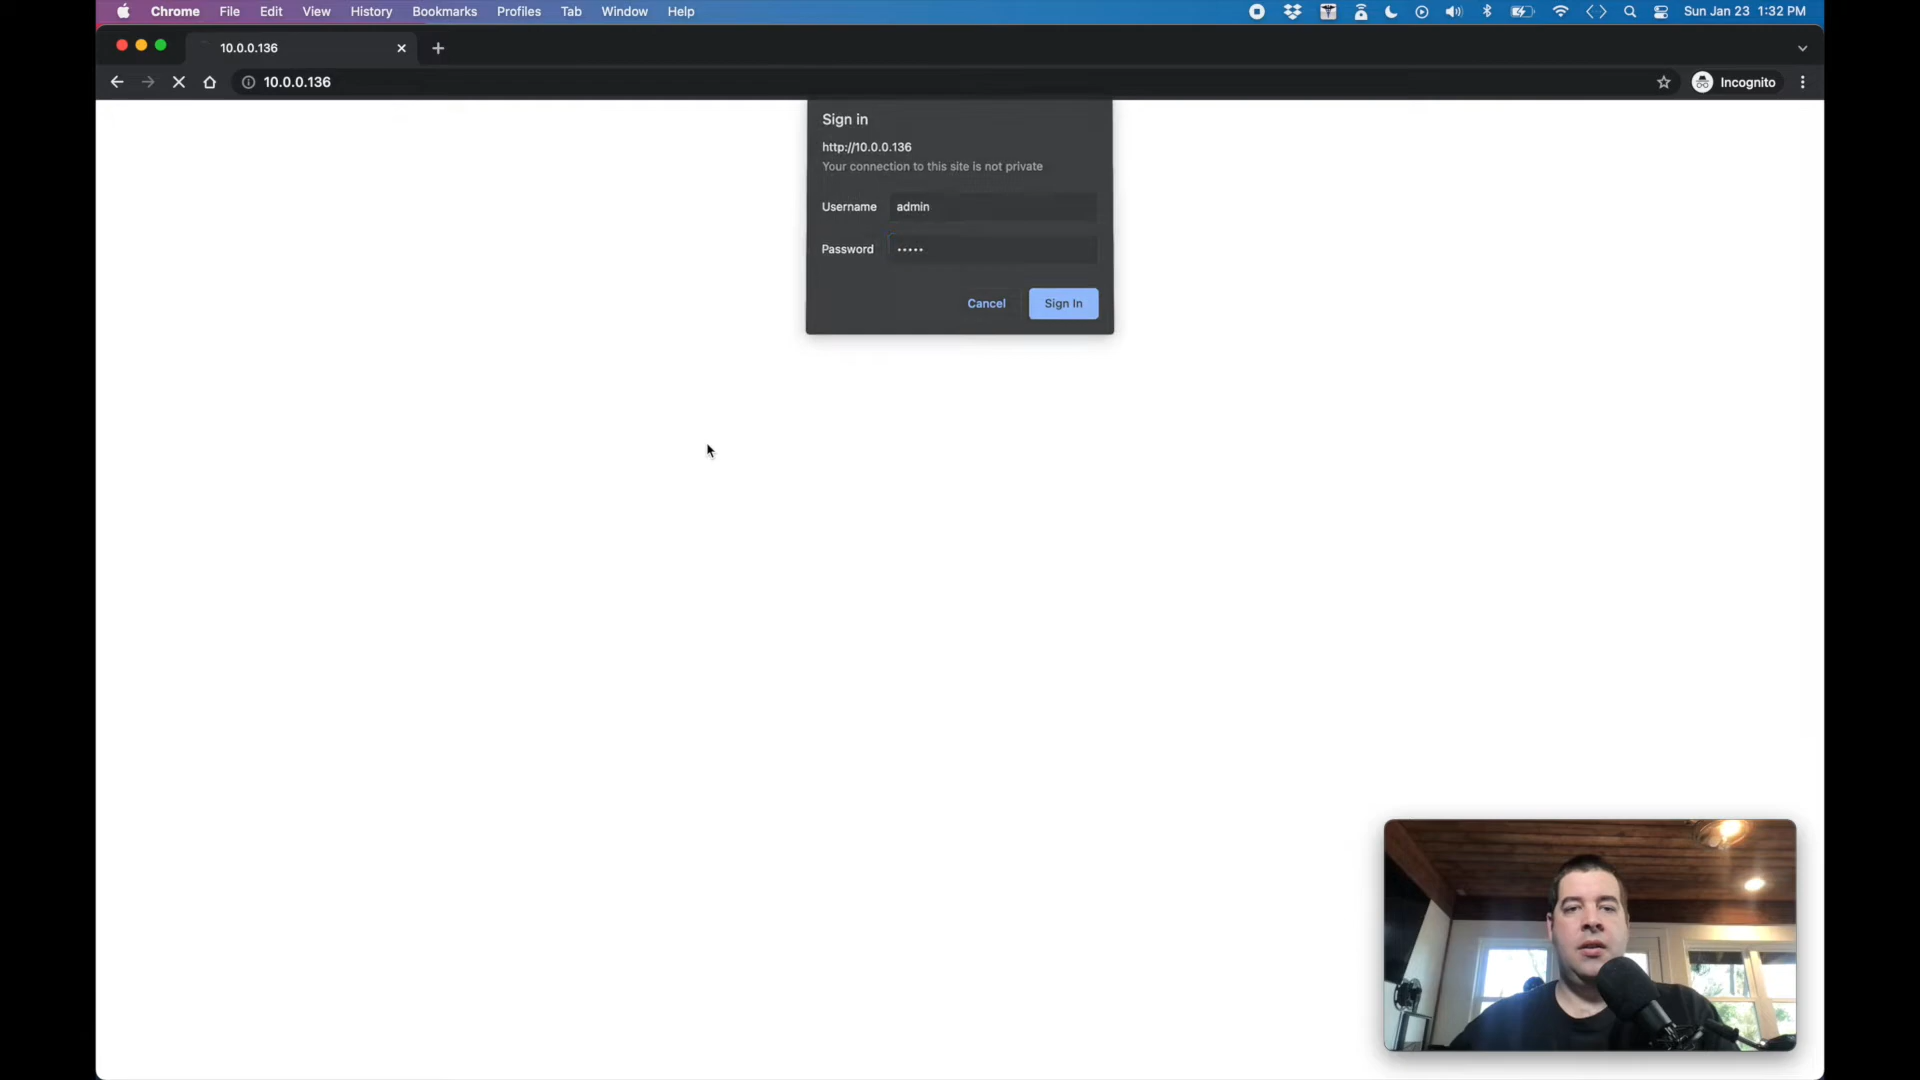 Chrome File Edit View History Bookmarks Profiles Tab Window Help Sun Jan 23 1:32 PM
10.0.0.136
10.0.0.136 Incognito
Sign in
http://10.0.0.136
Your connection to this site is not private
Username admin
Password •••••
Cancel Sign In